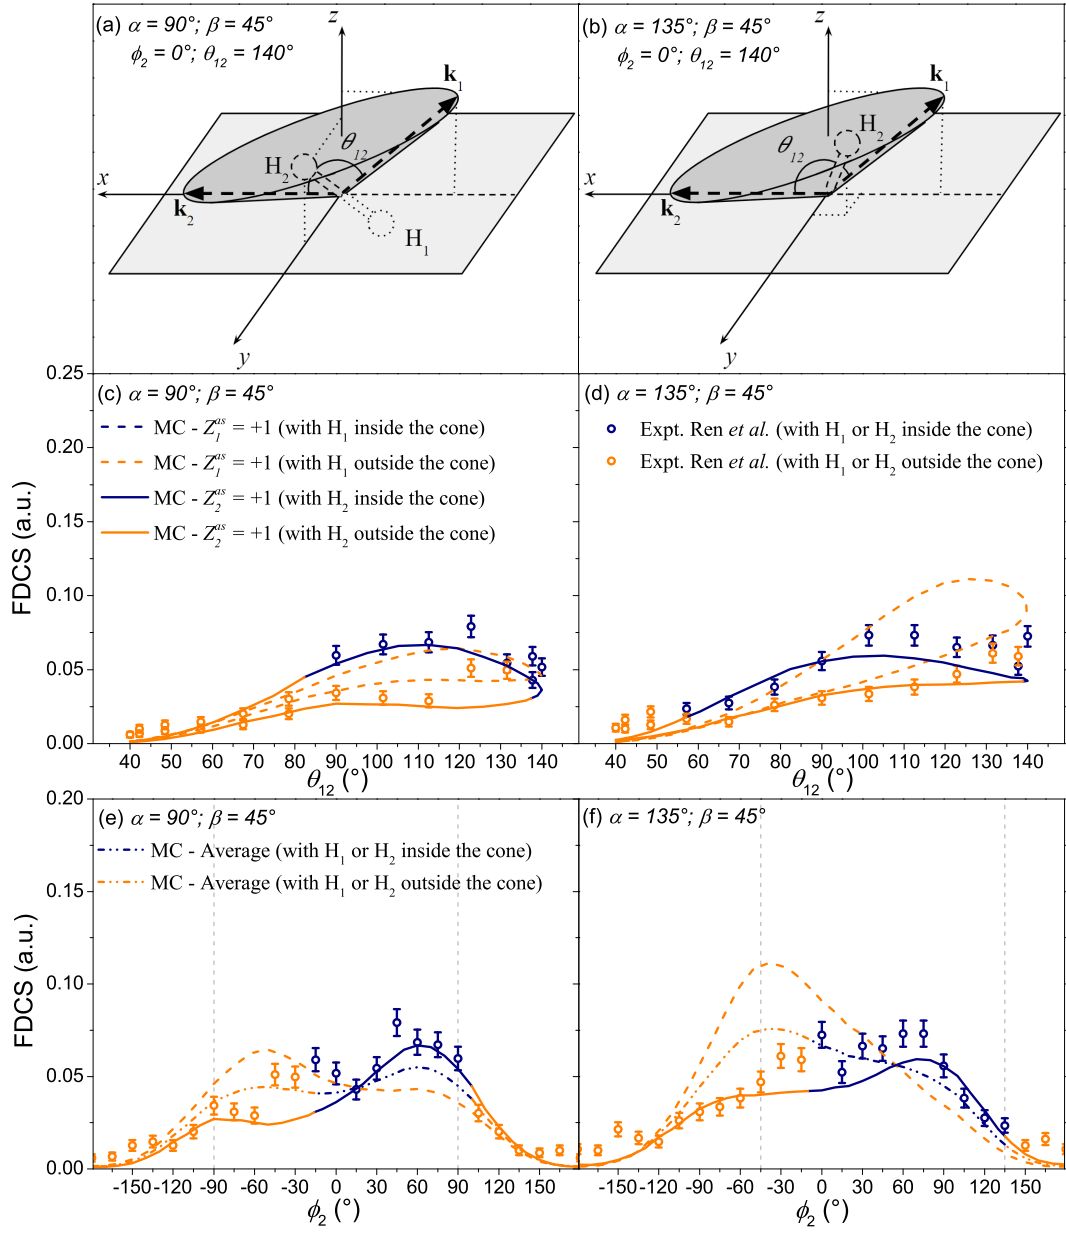 (a) α = 90°; β = 45°
ϕ₂ = 0°; θ₁₂ = 140°
z
k₁
θ₁₂
H₂
x
k₂
H₁
y
(b) α = 135°; β = 45°
ϕ₂ = 0°; θ₁₂ = 140°
z
k₁
H₂
θ₁₂
x
k₂
y
(c) α = 90°; β = 45°
MC - Z₁ᵃˢ = +1 (with H₁ inside the cone)
MC - Z₁ᵃˢ = +1 (with H₁ outside the cone)
MC - Z₂ᵃˢ = +1 (with H₂ inside the cone)
MC - Z₂ᵃˢ = +1 (with H₂ outside the cone)
0.25
0.20
0.15
0.10
0.05
0.00
FDCS (a.u.)
40 50 60 70 80 90 100 110 120 130 140
θ₁₂ (°)
(d) α = 135°; β = 45°
Expt. Ren et al. (with H₁ or H₂ inside the cone)
Expt. Ren et al. (with H₁ or H₂ outside the cone)
40 50 60 70 80 90 100 110 120 130 140
θ₁₂ (°)
(e) α = 90°; β = 45°
MC - Average (with H₁ or H₂ inside the cone)
MC - Average (with H₁ or H₂ outside the cone)
0.20
0.15
0.10
0.05
0.00
FDCS (a.u.)
-150 -120 -90 -60 -30 0 30 60 90 120 150
ϕ₂ (°)
(f) α = 135°; β = 45°
-150 -120 -90 -60 -30 0 30 60 90 120 150
ϕ₂ (°)